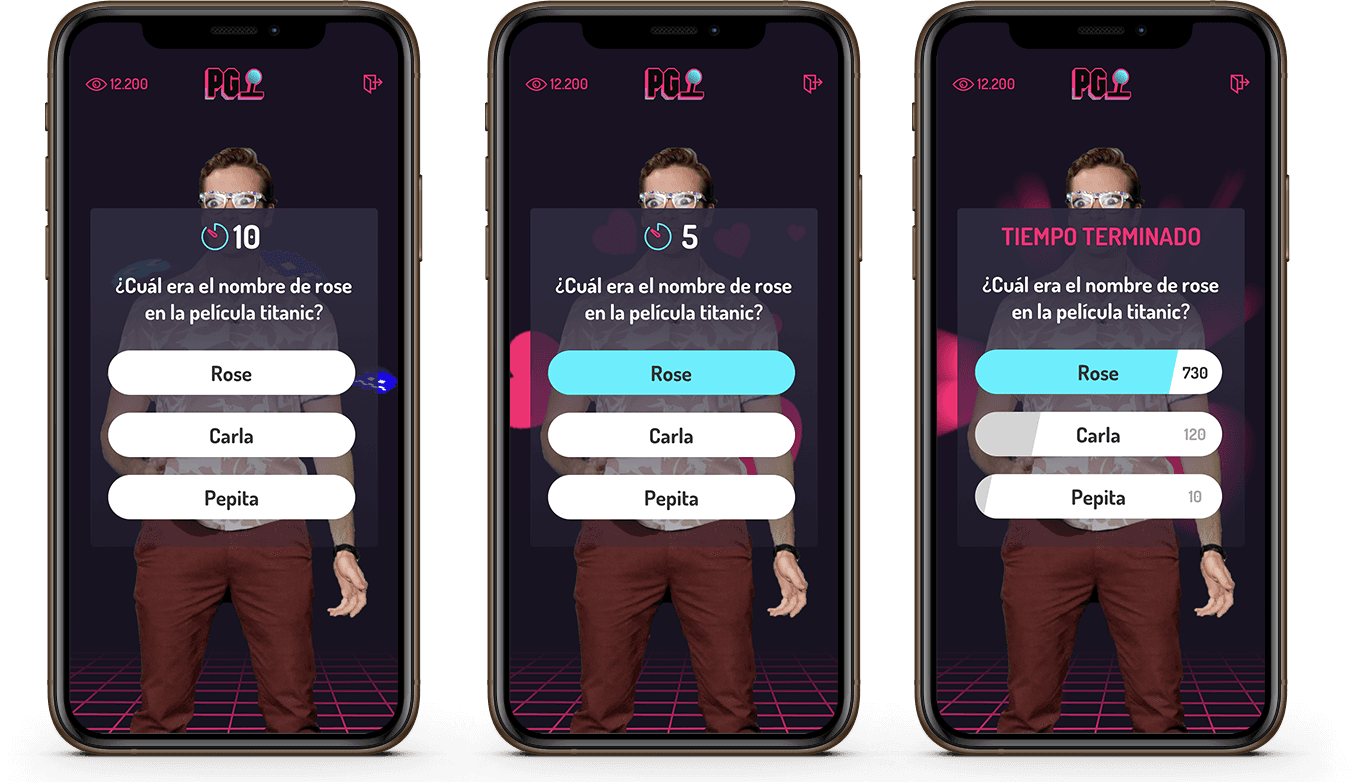 12.200
PG
10
¿Cuál era el nombre de rose
en la película titanic?
Rose
Carla
Pepita
12.200
PG
5
¿Cuál era el nombre de rose
en la película titanic?
Rose
Carla
Pepita
12.200
PG
TIEMPO TERMINADO
¿Cuál era el nombre de rose
en la película titanic?
Rose 730
Carla 120
Pepita 10